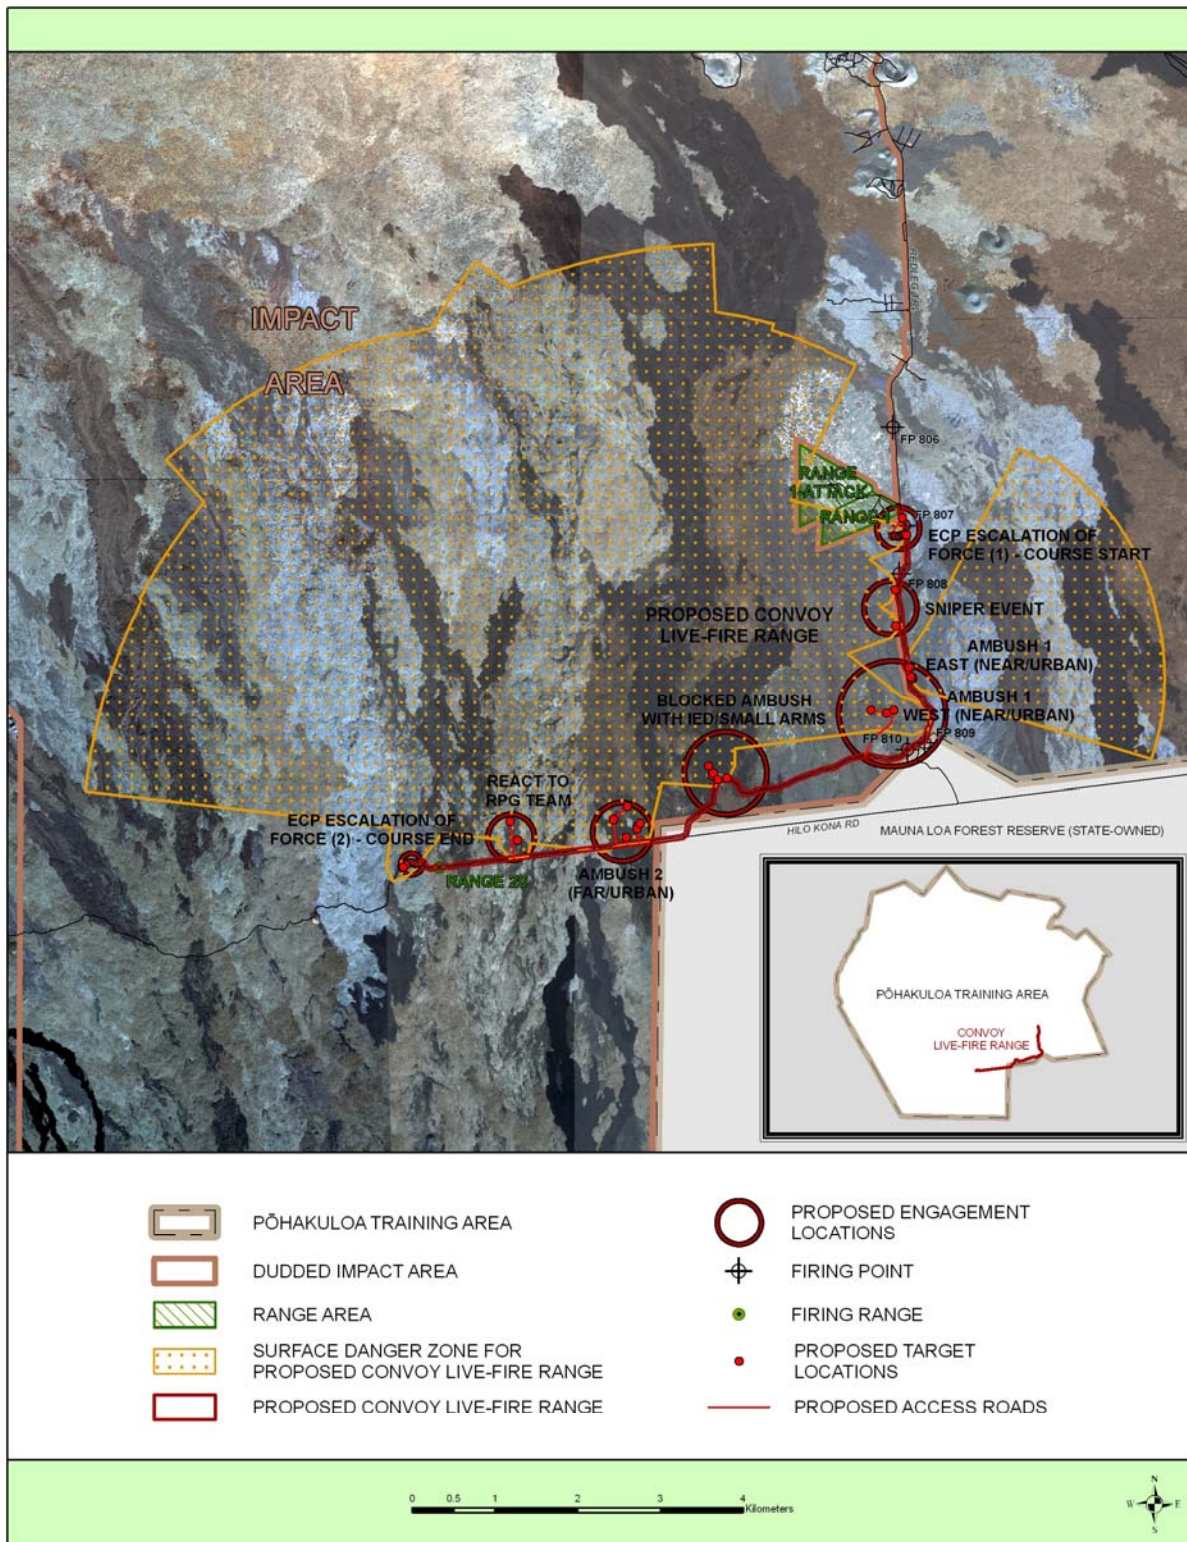 IMPACT
AREA
REDLEG TRL
FP 806
RANGE
1-ATTACK
RANGE 1
FP 807
ECP ESCALATION OF
FORCE (1) - COURSE START
FP 808
SNIPER EVENT
PROPOSED CONVOY
LIVE-FIRE RANGE
AMBUSH 1
EAST (NEAR/URBAN)
BLOCKED AMBUSH
WITH IED/SMALL ARMS
AMBUSH 1
WEST (NEAR/URBAN)
FP 810
FP 809
REACT TO
RPG TEAM
ECP ESCALATION OF
FORCE (2) - COURSE END
HILO KONA RD
MAUNA LOA FOREST RESERVE (STATE-OWNED)
RANGE
AMBUSH 2
(FAR/URBAN)
PŌHAKULOA TRAINING AREA
CONVOY
LIVE-FIRE RANGE
PŌHAKULOA TRAINING AREA
DUDDED IMPACT AREA
RANGE AREA
SURFACE DANGER ZONE FOR
PROPOSED CONVOY LIVE-FIRE RANGE
PROPOSED CONVOY LIVE-FIRE RANGE
PROPOSED ENGAGEMENT
LOCATIONS
FIRING POINT
FIRING RANGE
PROPOSED TARGET
LOCATIONS
PROPOSED ACCESS ROADS
0 0.5 1 2 3 4
Kilometers
N
W E
S